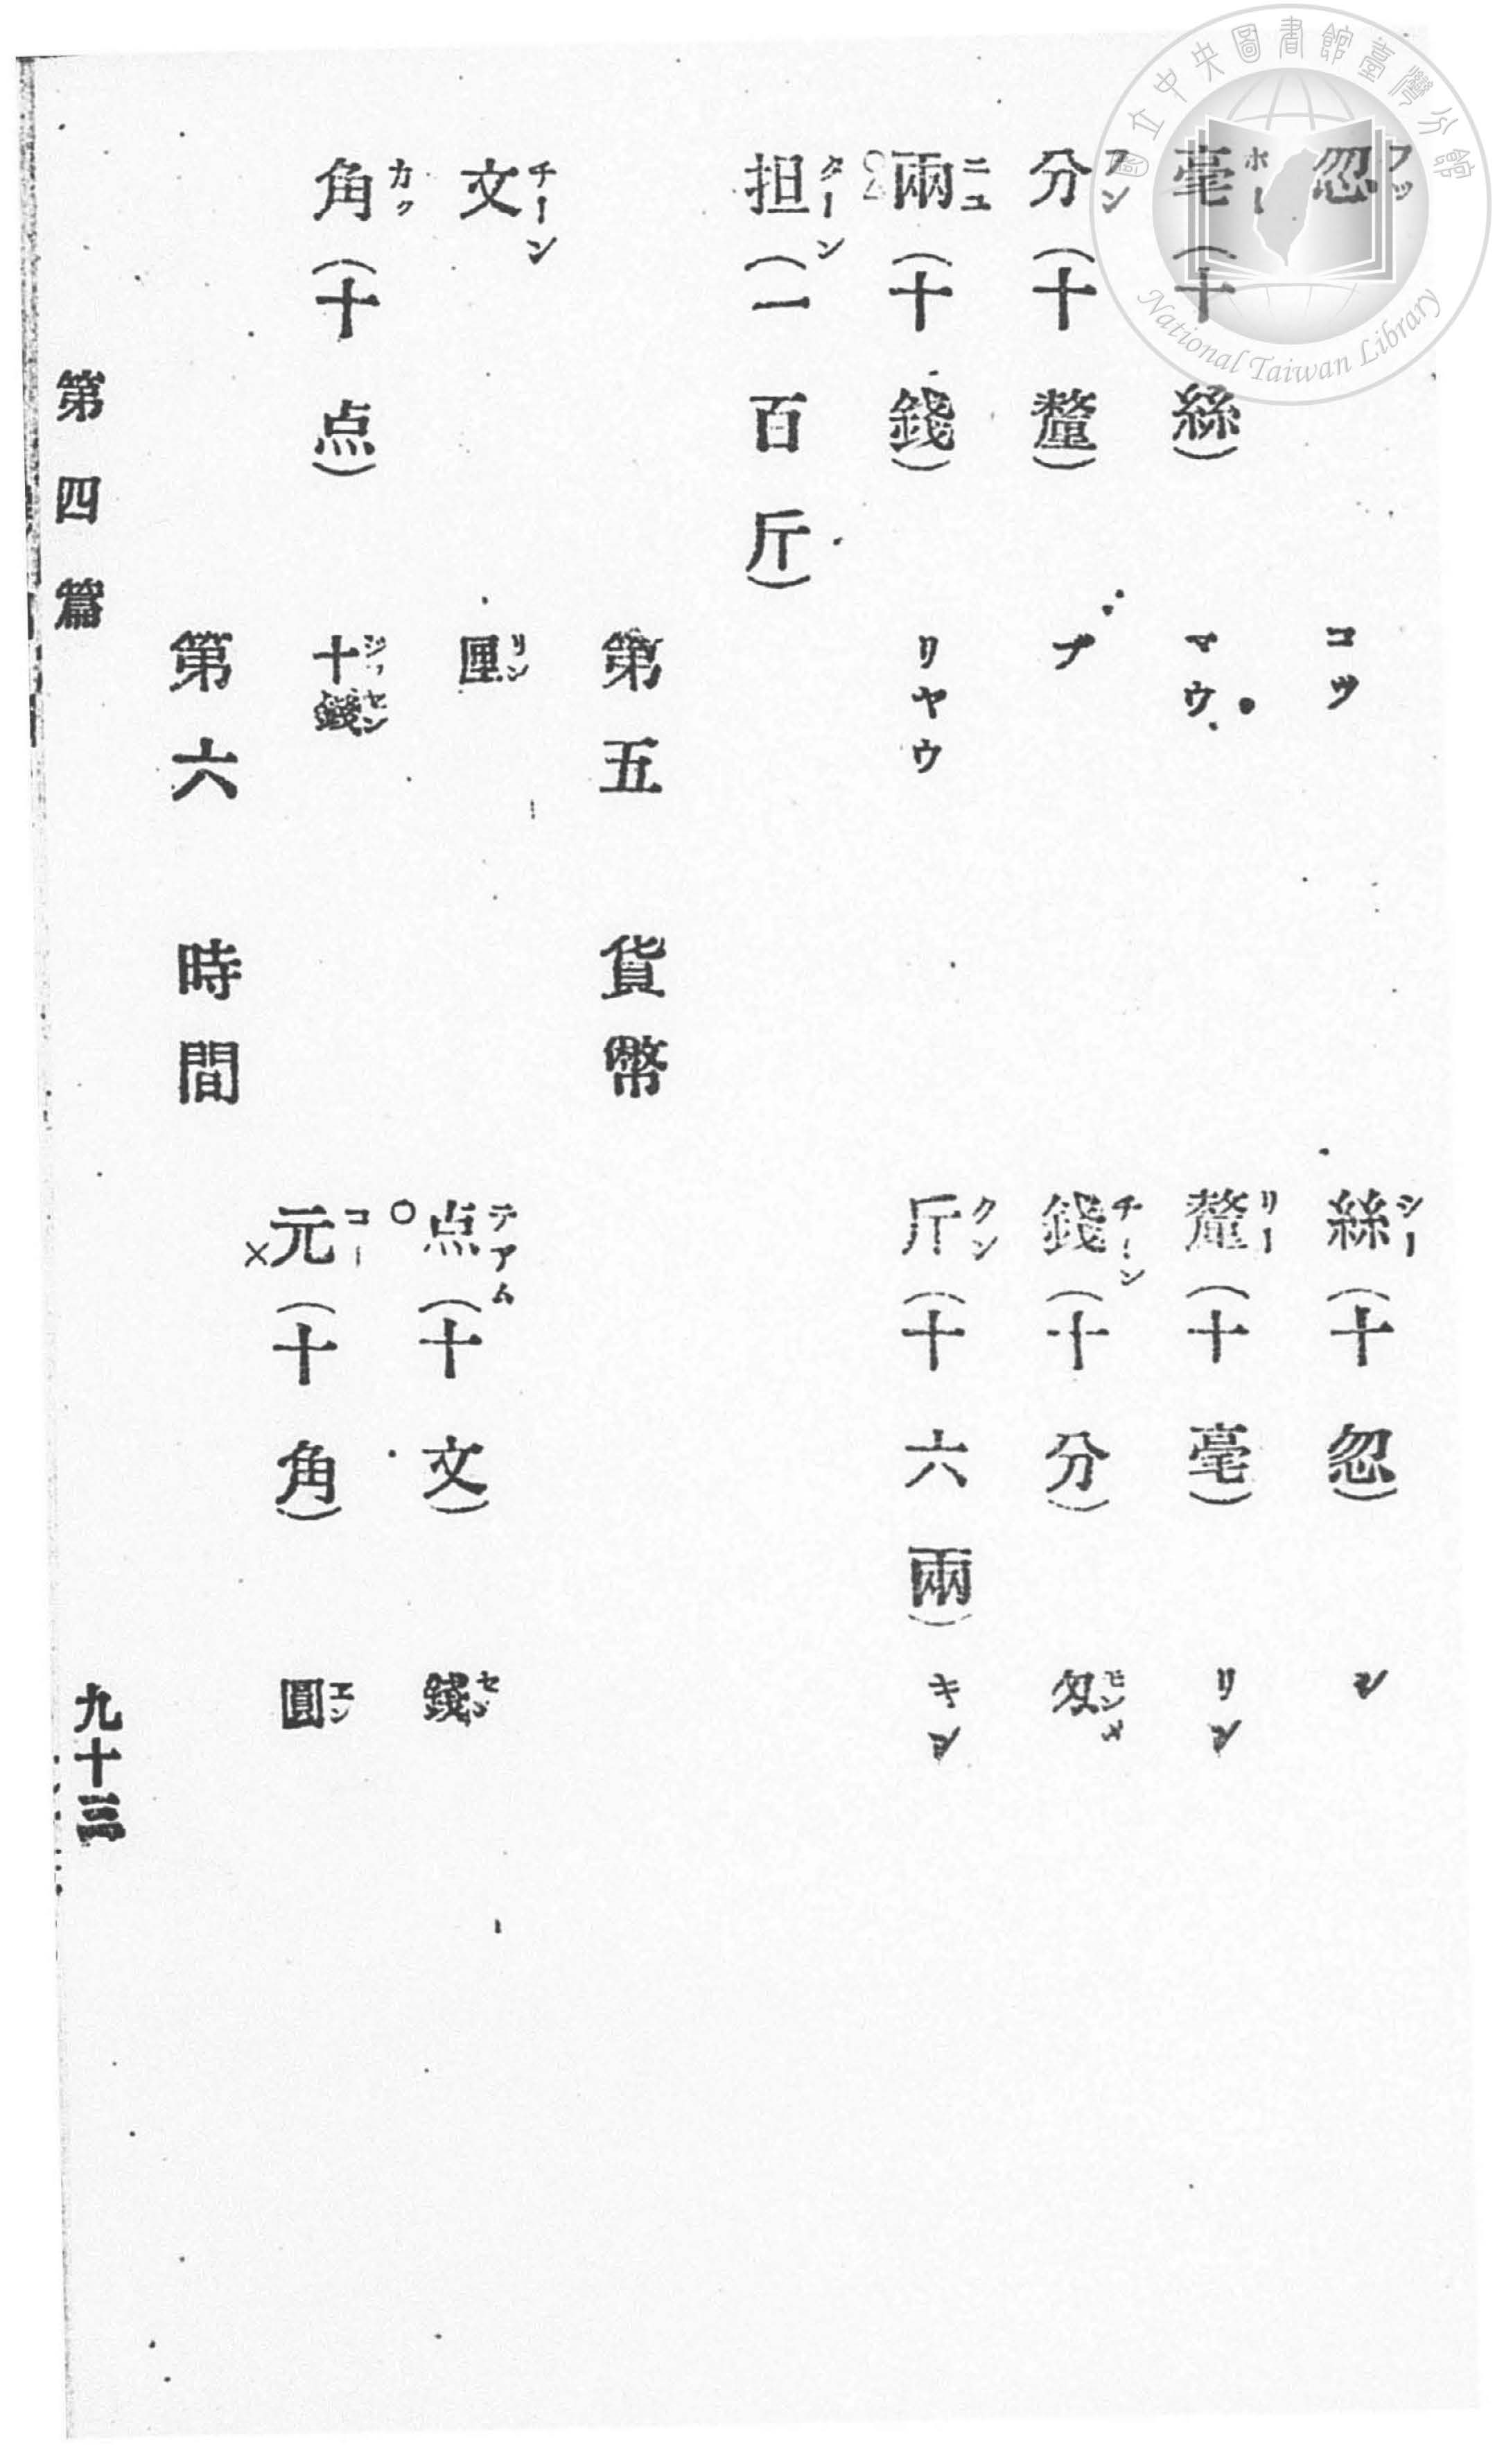 國立中央圖書館臺灣分館
National Taiwan Library
忽 フツ コツ
絲 シー (十忽) シ
毫 ホー (十絲) マウ
釐 リー (十毫) リン
分 フン (十釐) ブ
錢 チーン (十分) 匁 モンメ
兩 ニユ (十錢) リヤウ
斤 クン (十六兩) キン
担 ターン (一百斤)
第五 貨幣
文 チーン 厘 リン
点 テアム (十文) 錢 セン
角 カク (十点) 十錢 ジツセン
元 コー (十角) 圓 エン
第六 時間
第四篇
九十三